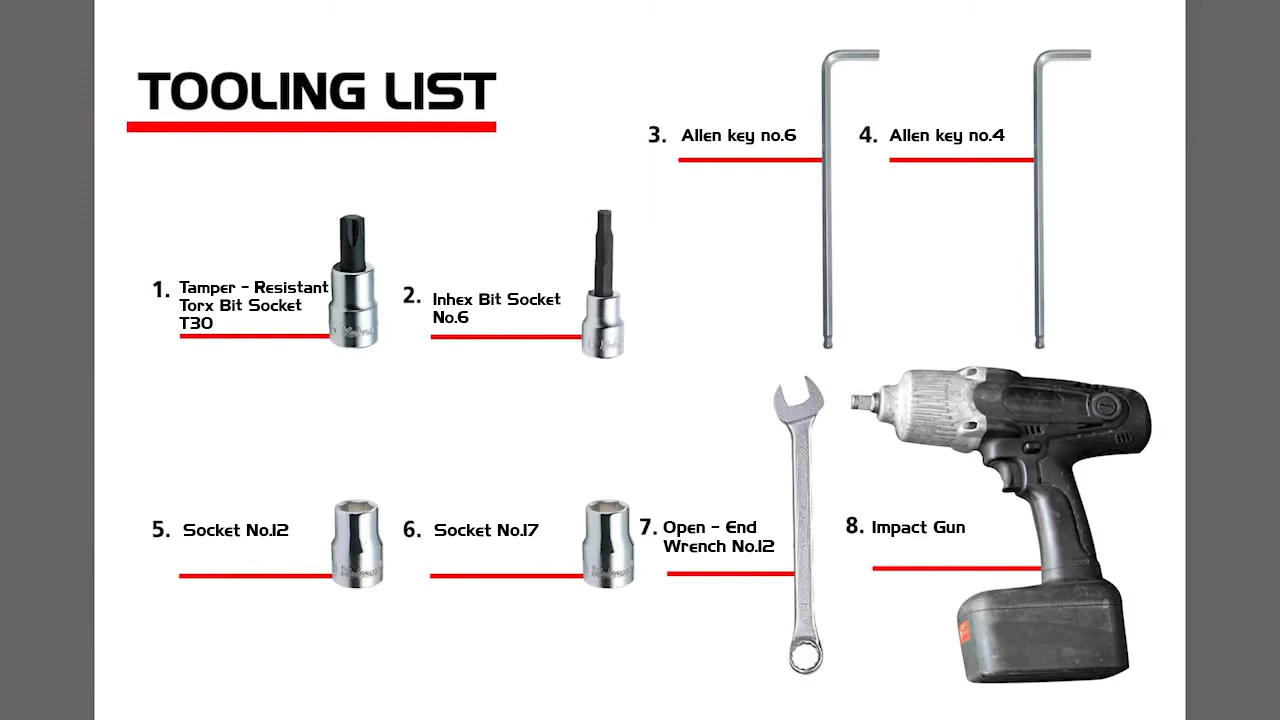 TOOLING LIST
3. Allen key no.6
4. Allen key no.4
1. Tamper - Resistant
Torx Bit Socket
T30
2. Inhex Bit Socket
No.6
5. Socket No.12
6. Socket No.17
7. Open - End
Wrench No.12
8. Impact Gun